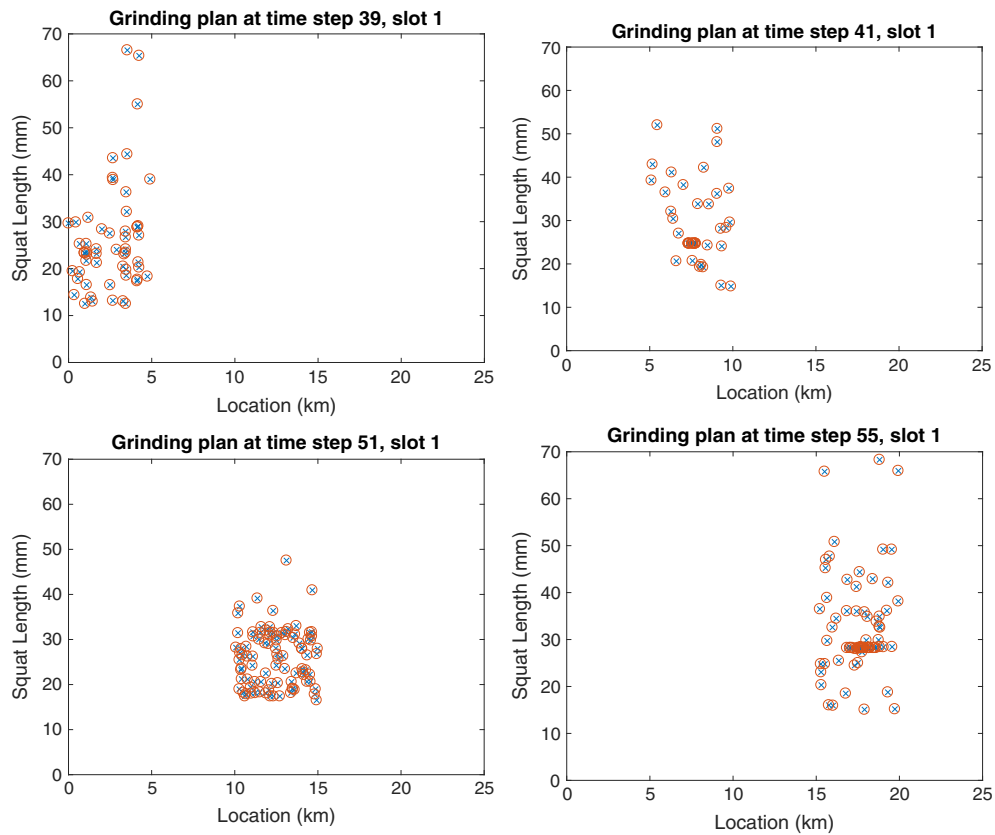 Grinding plan at time step 39, slot 1
70
60
50
40
30
20
10
0
Squat Length (mm)
0 5 10 15 20 25
Location (km)
Grinding plan at time step 41, slot 1
70
60
50
40
30
20
10
0
Squat Length (mm)
0 5 10 15 20 25
Location (km)
Grinding plan at time step 51, slot 1
70
60
50
40
30
20
10
0
Squat Length (mm)
0 5 10 15 20 25
Location (km)
Grinding plan at time step 55, slot 1
70
60
50
40
30
20
10
0
Squat Length (mm)
0 5 10 15 20 25
Location (km)